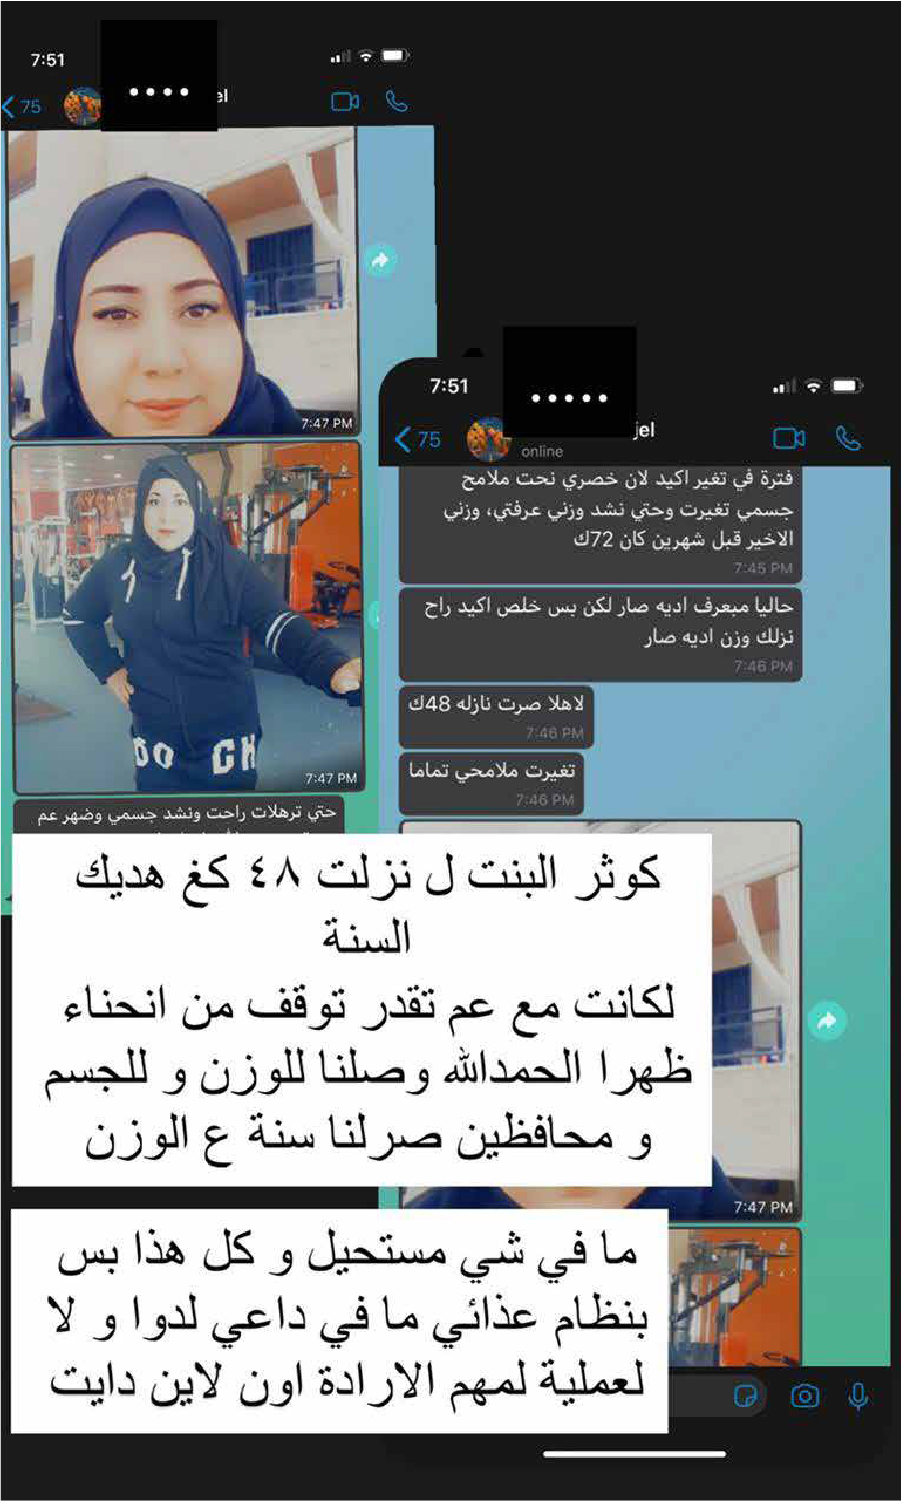 7:51
....
el
75
7:47 PM
DO CH
7:47 PM
حتي ترهلات راحت ونشد جسمي وضهر عم
7:51
.....
jel
75
online
فترة في تغير اكيد لان خصري نحت ملامح
جسمي تغيرت وحتي نشد وزني عرفتي، وزني
الاخير قبل شهرين كان 72ك
7:45 PM
حاليا مبعرف اديه صار لكن بس خلص اكيد راح
نزلك وزن اديه صار
7:46 PM
لاهلا صرت نازله 48ك
7:46 PM
تغيرت ملامحي تماما
7:46 PM
كوثر البنت ل نزلت ٤٨ كغ هديك
السنة
لكانت مع عم تقدر توقف من انحناء
ظهرا الحمدالله وصلنا للوزن و للجسم
و محافظين صرلنا سنة ع الوزن
7:47 PM
ما في شي مستحيل و كل هذا بس
بنظام عذائي ما في داعي لدوا و لا
لعملية لمهم الارادة اون لاين دايت